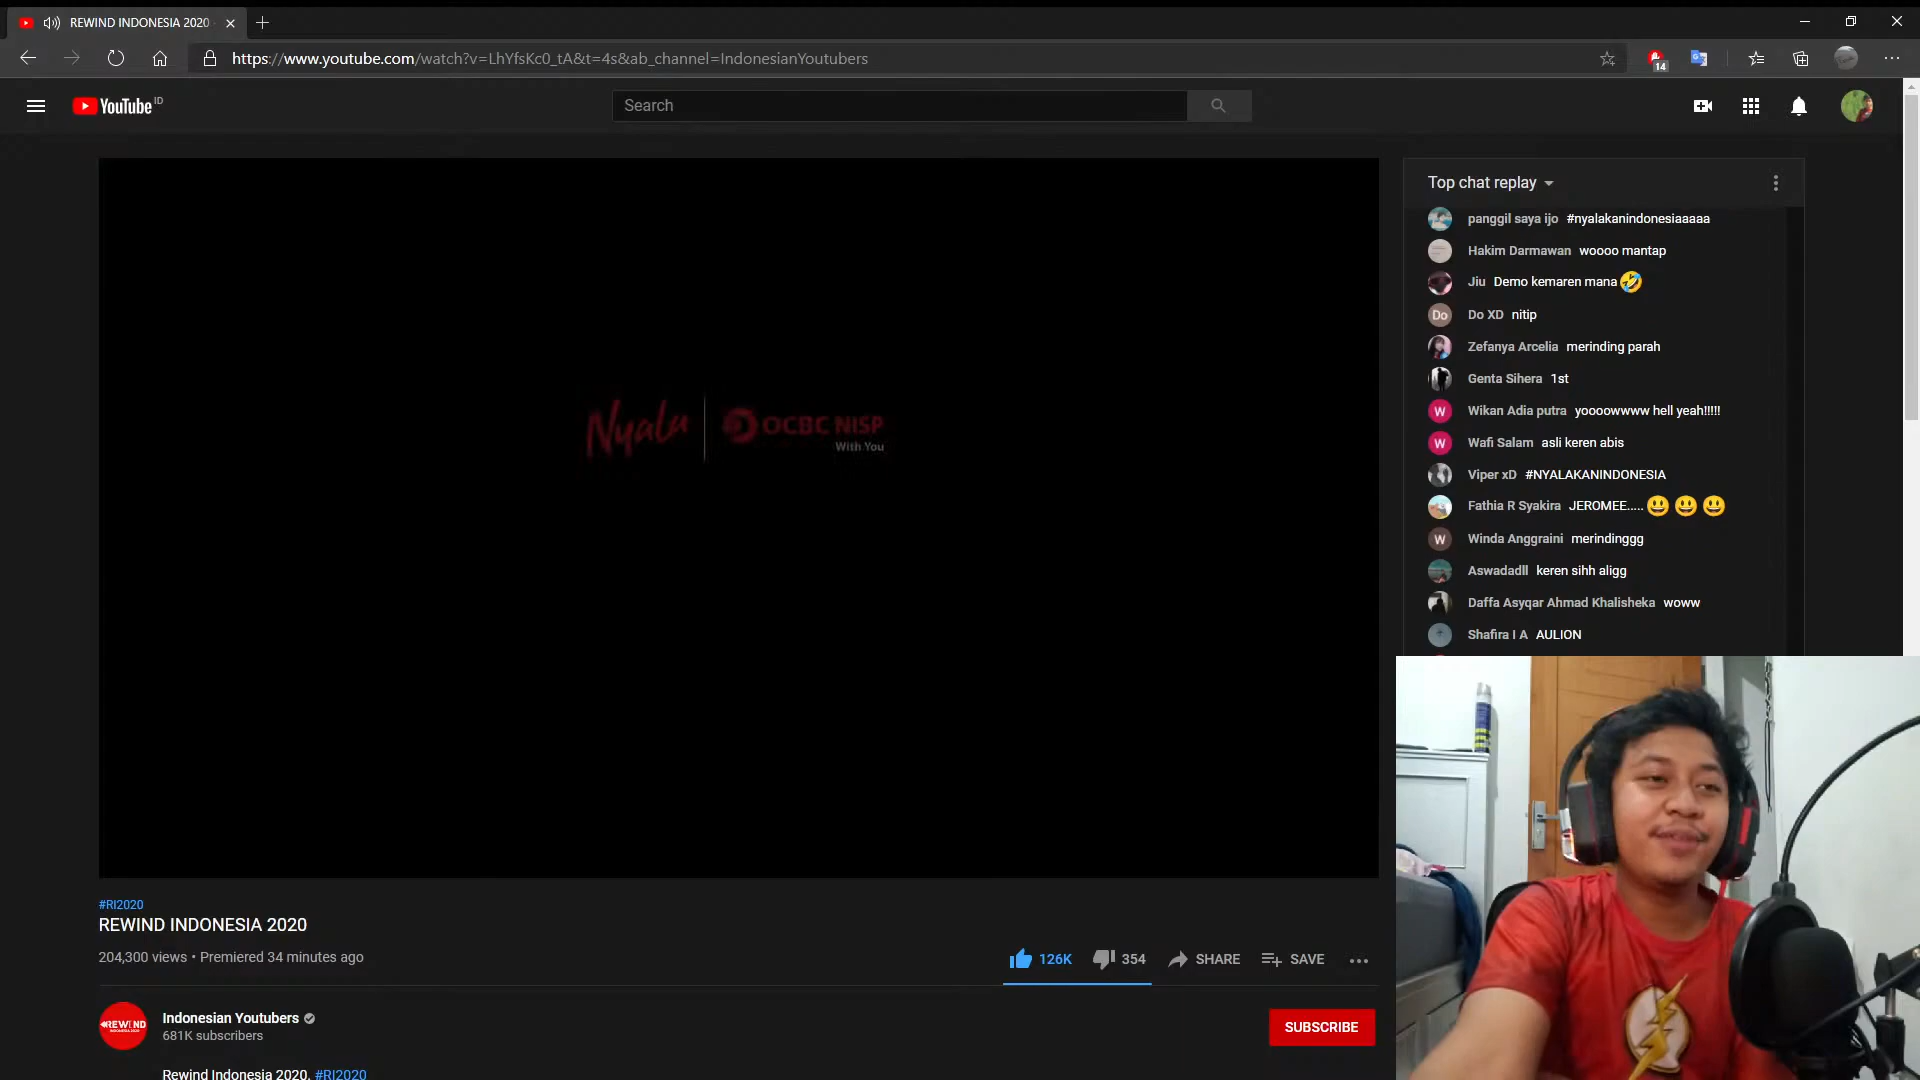 REWIND INDONESIA 2020
https://www.youtube.com/watch?v=LhYfsKc0_tA&t=4s&ab_channel=IndonesianYoutubers
14
YouTube ID
Search
Top chat replay
panggil saya ijo #nyalakanindonesiaaaaa
Hakim Darmawan woooo mantap
Jiu Demo kemaren mana 🤣
Do Do XD nitip
Zefanya Arcelia merinding parah
Genta Sihera 1st
W Wikan Adia putra yoooowwww hell yeah!!!!!
W Wafi Salam asli keren abis
Viper xD #NYALAKANINDONESIA
Fathia R Syakira JEROMEE..... 😃 😃 😃
W Winda Anggraini merindinggg
Aswadadll keren sihh aligg
Daffa Asyqar Ahmad Khalisheka woww
Shafira I A AULION
Nyala OCBC NISP
With You
#RI2020
REWIND INDONESIA 2020
204,300 views • Premiered 34 minutes ago
126K 354 SHARE SAVE
REWIND
Indonesian Youtubers
681K subscribers
SUBSCRIBE
Rewind Indonesia 2020, #RI2020